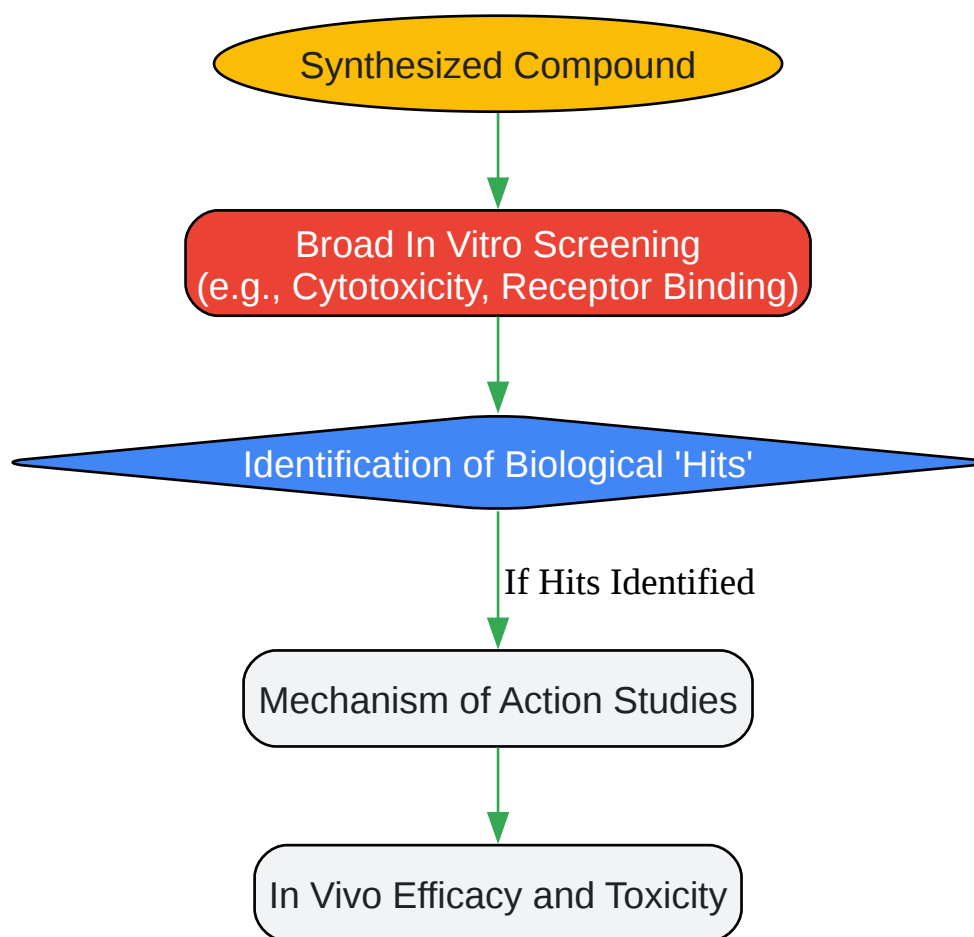 Synthesized Compound
Broad In Vitro Screening
(e.g., Cytotoxicity, Receptor Binding)
Identification of Biological 'Hits'
If Hits Identified
Mechanism of Action Studies
In Vivo Efficacy and Toxicity